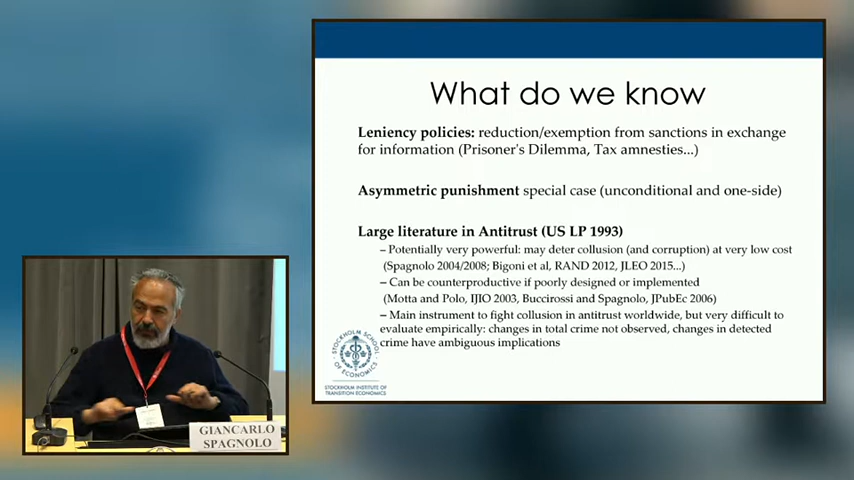 What do we know
Leniency policies: reduction/exemption from sanctions in exchange
for information (Prisoner's Dilemma, Tax amnesties...)
Asymmetric punishment special case (unconditional and one-side)
Large literature in Antitrust (US LP 1993)
– Potentially very powerful: may deter collusion (and corruption) at very low cost
(Spagnolo 2004/2008; Bigoni et al, RAND 2012, JLEO 2015...)
– Can be counterproductive if poorly designed or implemented
(Motta and Polo, IJIO 2003, Buccirossi and Spagnolo, JPubEc 2006)
– Main instrument to fight collusion in antitrust worldwide, but very difficult to
evaluate empirically: changes in total crime not observed, changes in detected
crime have ambiguous implications
STOCKHOLM SCHOOL
OF ECONOMICS
STOCKHOLM INSTITUTE OF
TRANSITION ECONOMICS
GIANCARLO
SPAGNOLO